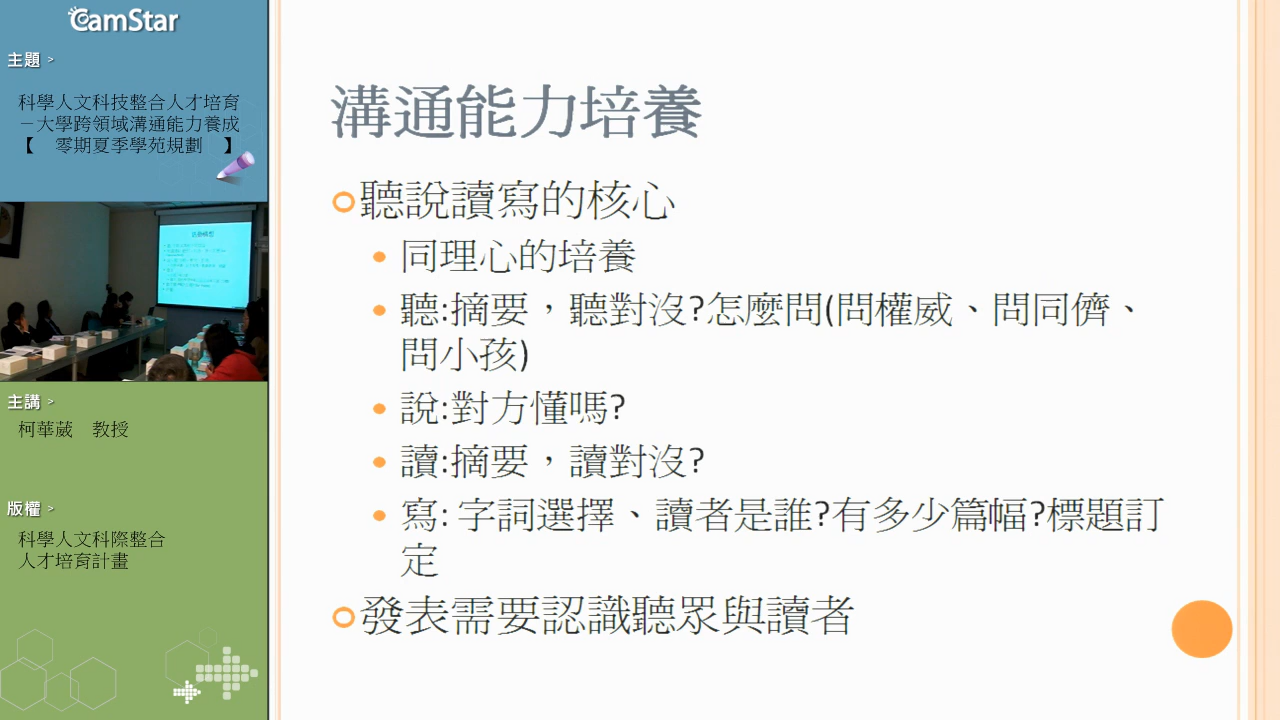 CamStar
主題 >
科學人文科技整合人才培育
－大學跨領域溝通能力養成
【 零期夏季學苑規劃 】
主講 >
柯華葳 教授
版權 >
科學人文科際整合
人才培育計畫
溝通能力培養
聽說讀寫的核心
同理心的培養
聽:摘要，聽對沒?怎麼問(問權威、問同儕、
問小孩)
說:對方懂嗎?
讀:摘要，讀對沒?
寫: 字詞選擇、讀者是誰?有多少篇幅?標題訂
定
發表需要認識聽眾與讀者